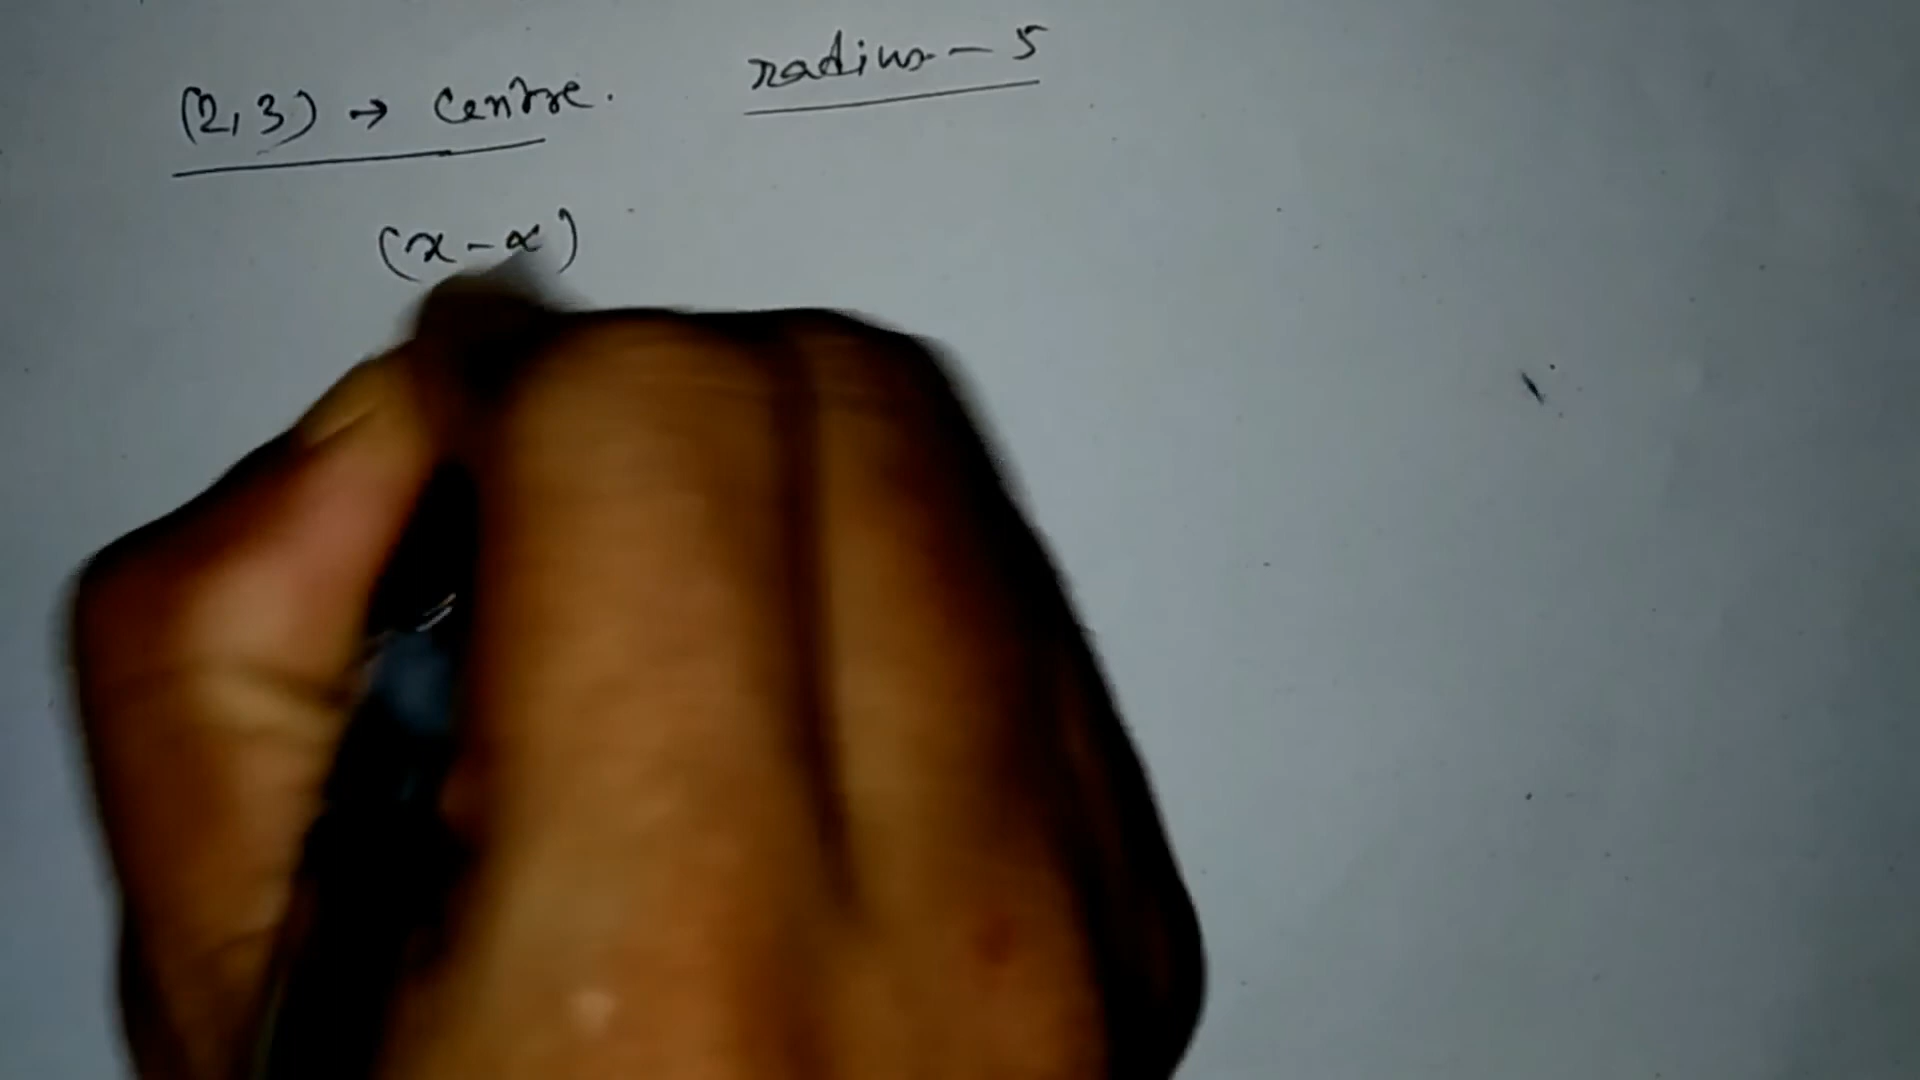 (2, 3) → Centre. radius - 5
(x - α)